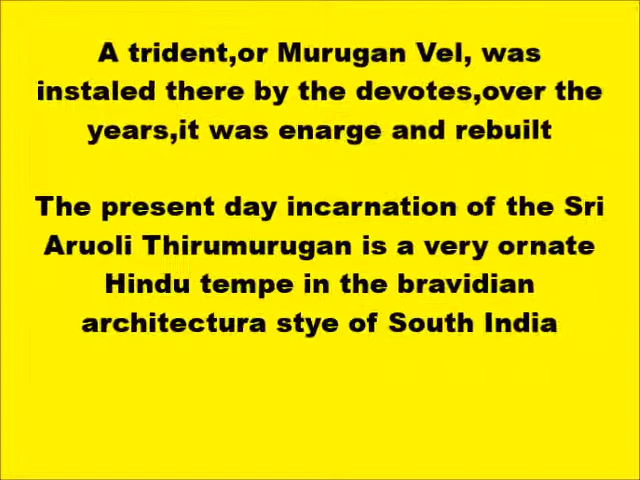 A trident,or Murugan Vel, was
instaled there by the devotes,over the
years,it was enarge and rebuilt
The present day incarnation of the Sri
Aruoli Thirumurugan is a very ornate
Hindu tempe in the bravidian
architectura stye of South India